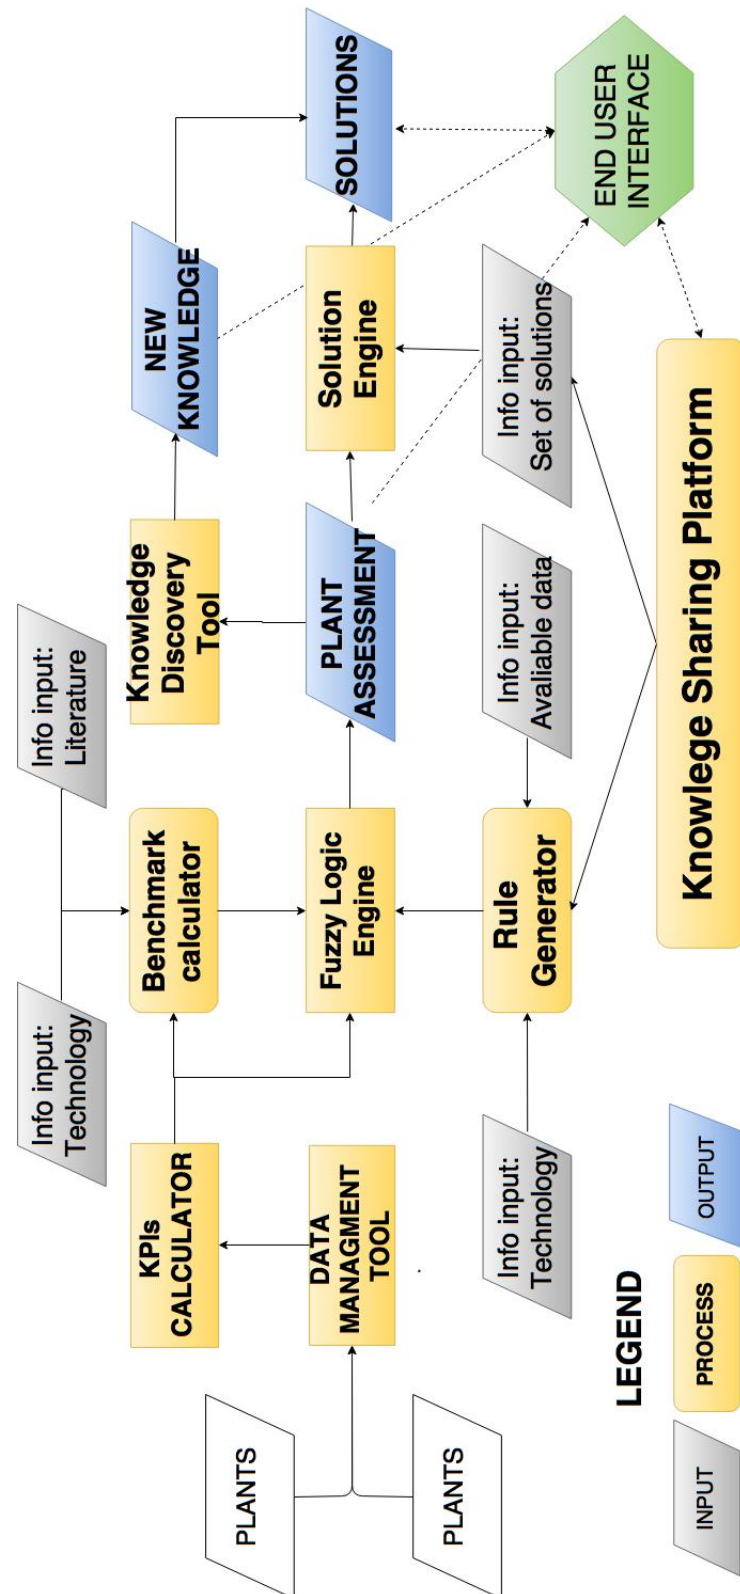 Info input:
Technology
Info input:
Literature
KPIs
CALCULATOR
Benchmark
calculator
Knowledge
Discovery
Tool
NEW
KNOWLEDGE
PLANTS
PLANTS
DATA
MANAGMENT
TOOL
Fuzzy Logic
Engine
PLANT
ASSESSMENT
Solution
Engine
SOLUTIONS
Info input:
Technology
Rule
Generator
Info input:
Avaliable data
Info input:
Set of solutions
END USER
INTERFACE
Knowlege Sharing Platform
LEGEND
INPUT
PROCESS
OUTPUT